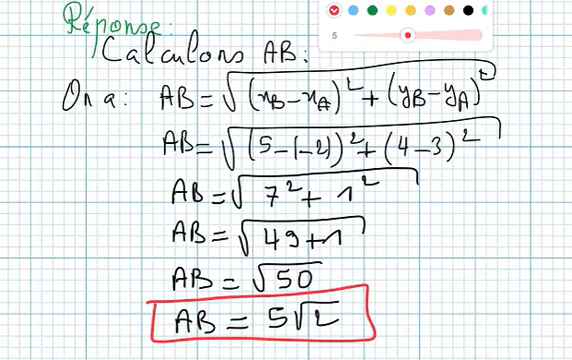 Réponse:
Calculons AB:
On a: AB = √((xB − xA)² + (yB − yA)²)
AB = √((5 − (−2))² + (4 − 3)²)
AB = √(7² + 1²)
AB = √(49 + 1)
AB = √50
AB = 5√2
5